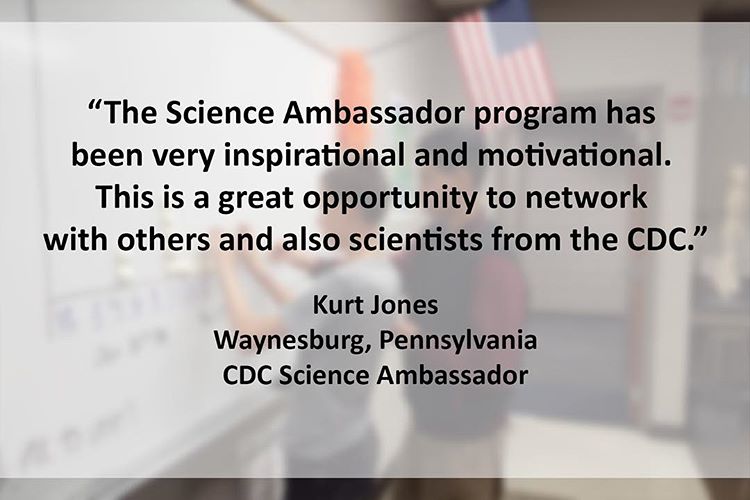 “The Science Ambassador program has
been very inspirational and motivational.
This is a great opportunity to network
with others and also scientists from the CDC.”
Kurt Jones
Waynesburg, Pennsylvania
CDC Science Ambassador